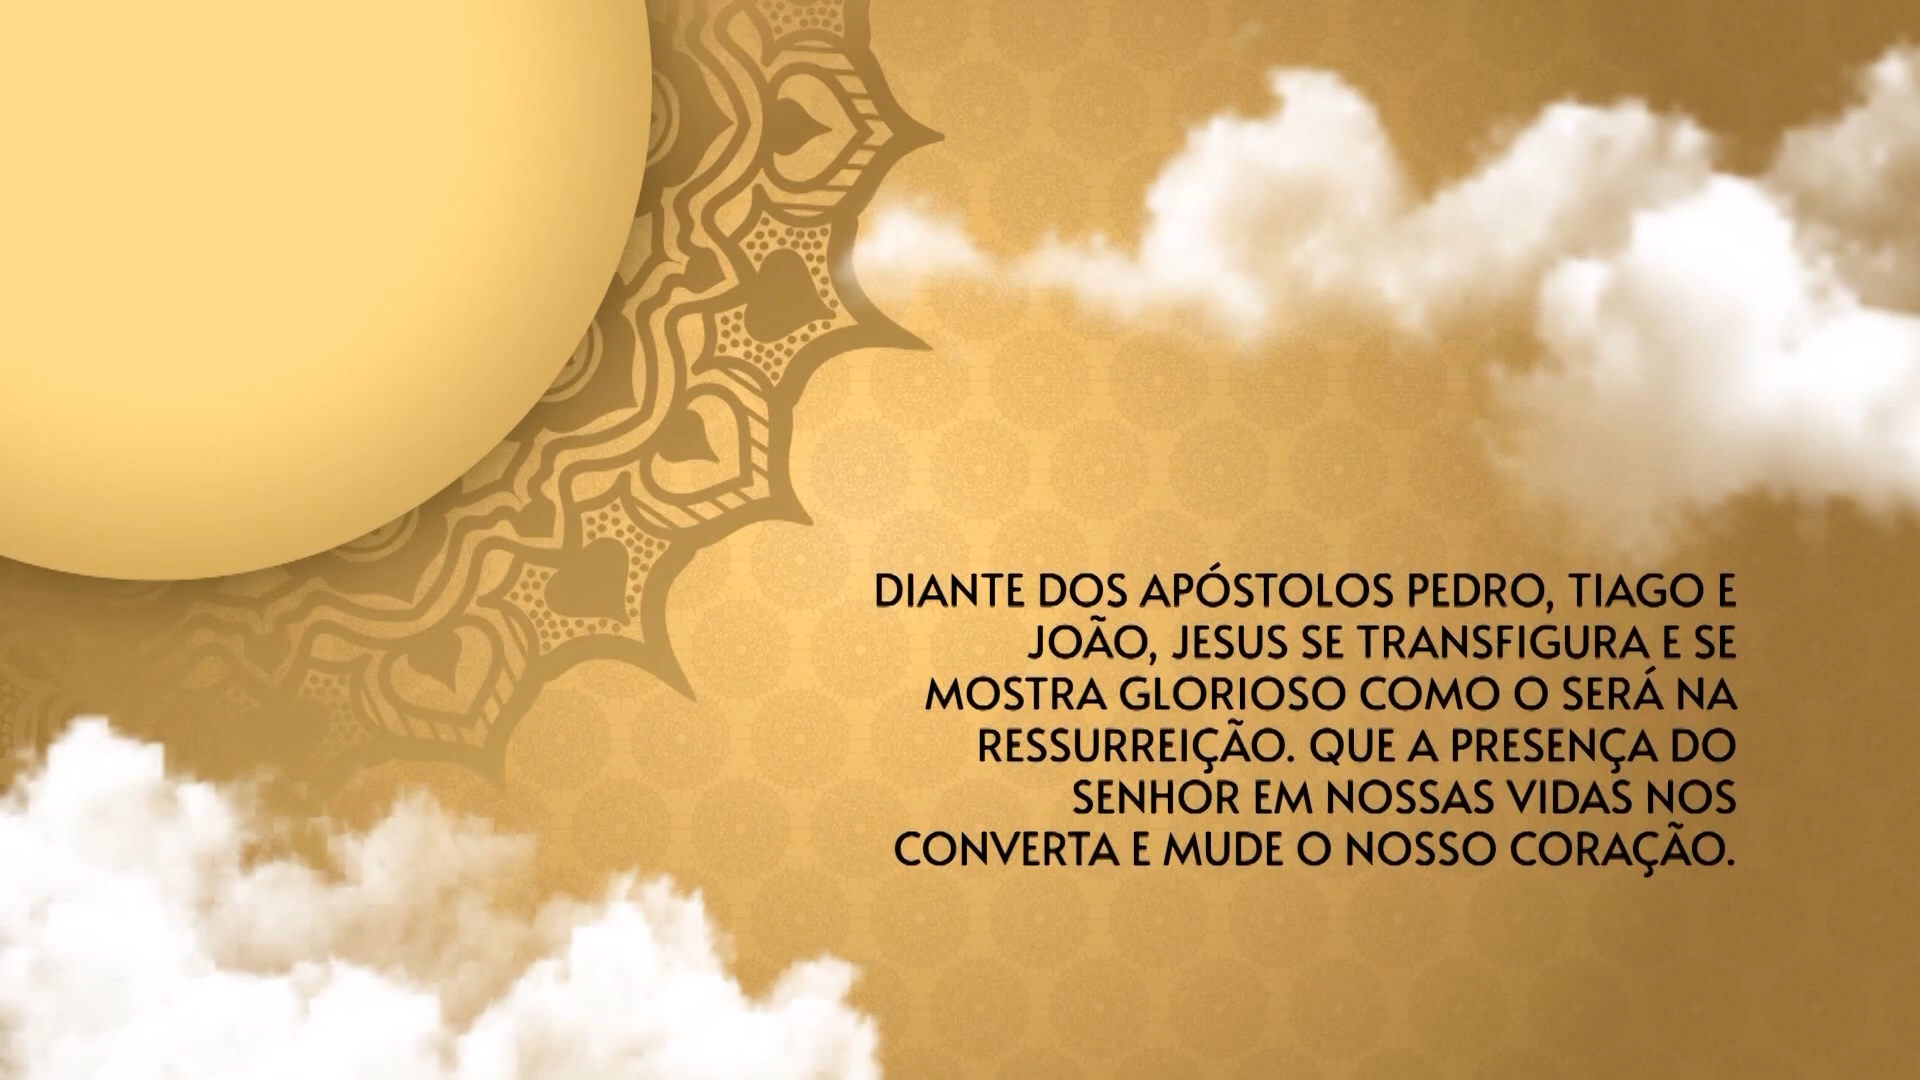 DIANTE DOS APÓSTOLOS PEDRO, TIAGO E
JOÃO, JESUS SE TRANSFIGURA E SE
MOSTRA GLORIOSO COMO O SERÁ NA
RESSURREIÇÃO. QUE A PRESENÇA DO
SENHOR EM NOSSAS VIDAS NOS
CONVERTA E MUDE O NOSSO CORAÇÃO.